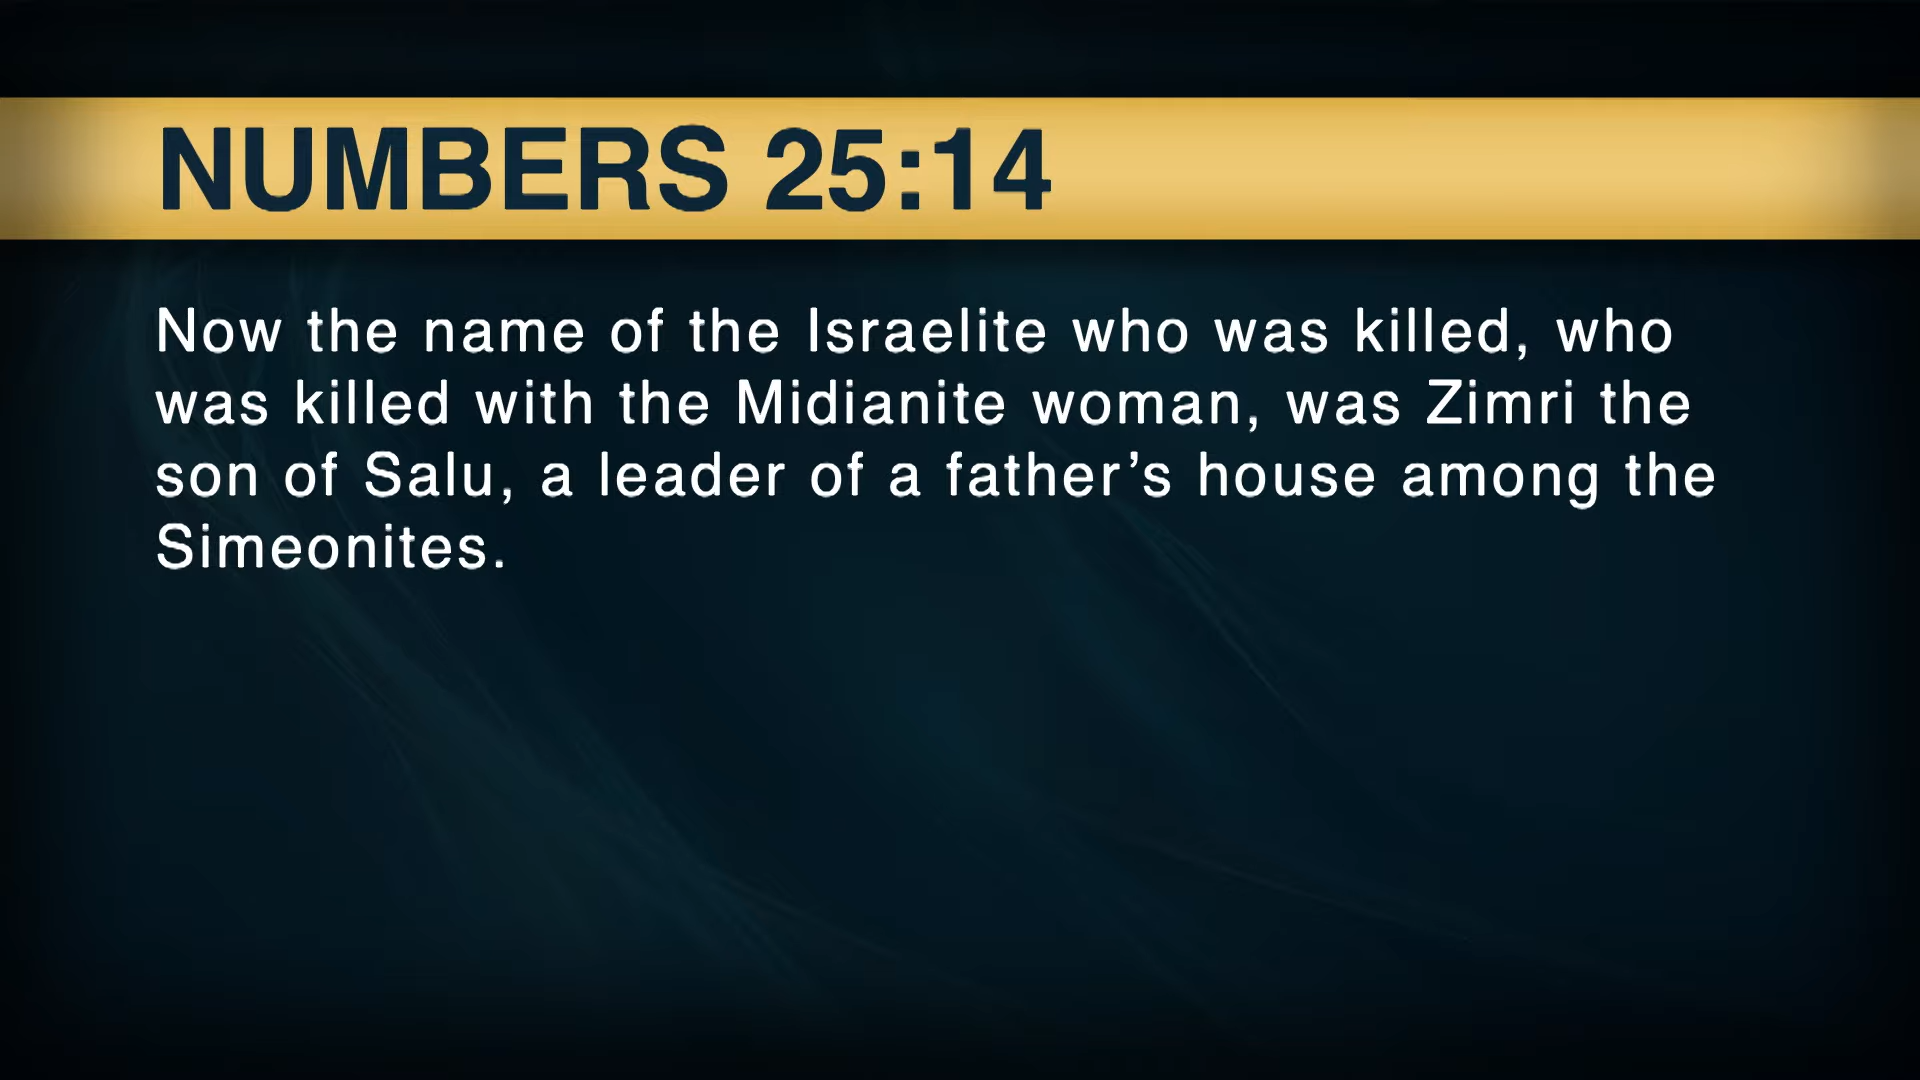 NUMBERS 25:14
Now the name of the Israelite who was killed, who
was killed with the Midianite woman, was Zimri the
son of Salu, a leader of a father’s house among the
Simeonites.